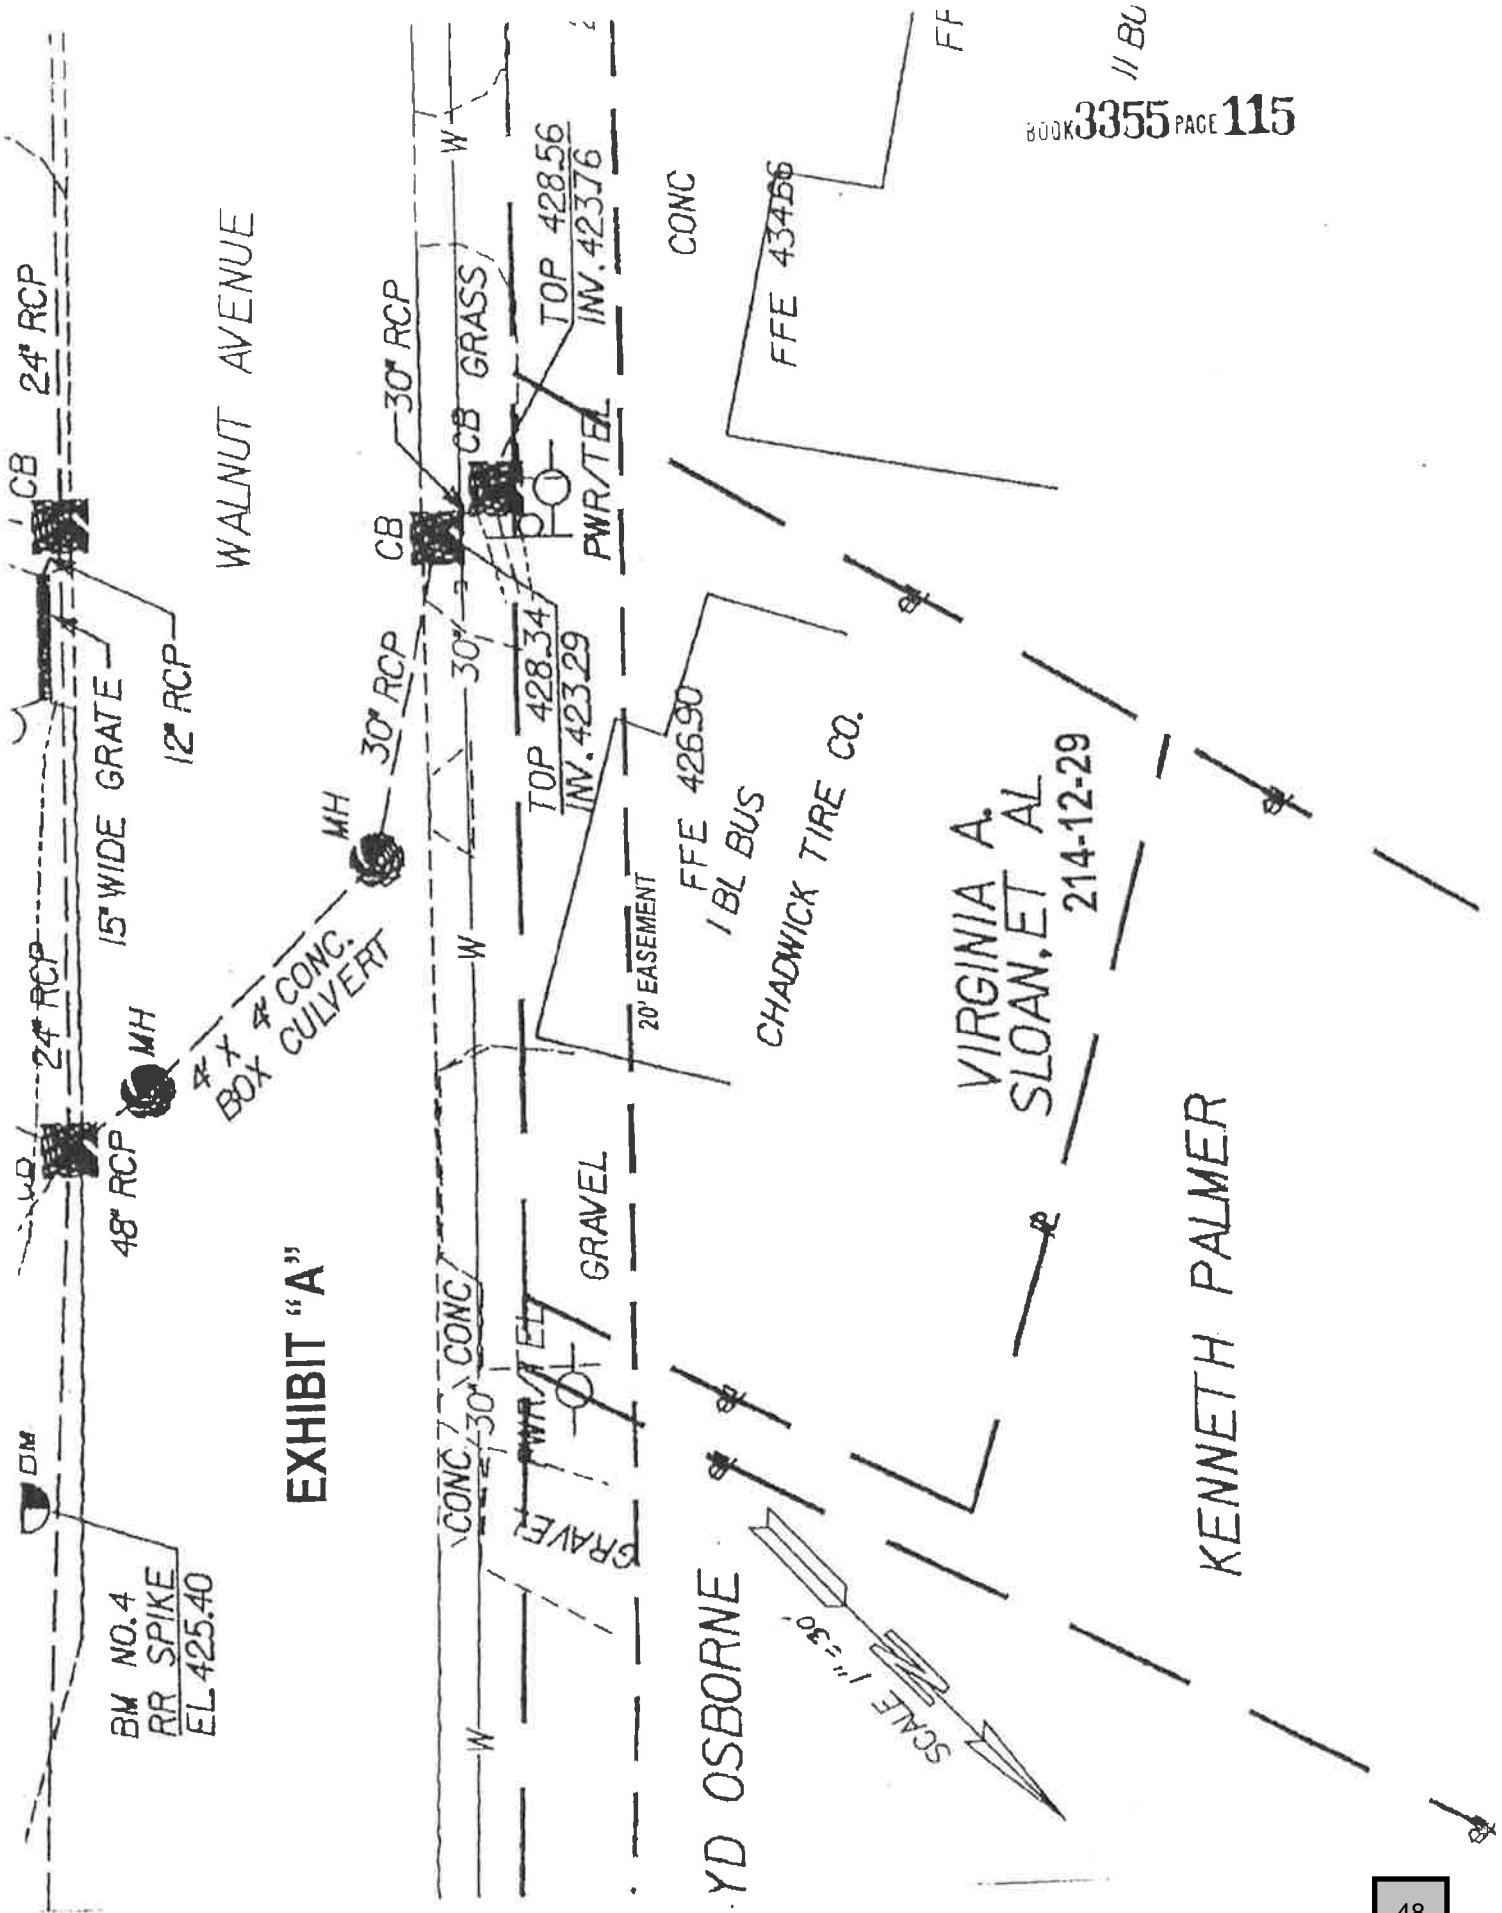 BOOK 3355 PAGE 115
24" RCP
CB
WALNUT AVENUE
15" WIDE GRATE
12" RCP
24" RCP
MH
4' X 4' CONC.
BOX CULVERT
MH
30" RCP
CB
30" RCP
CB
GRASS
W
TOP 428.56
INV. 423.76
PWR/TEL
CONC
FFE 434.66
FF
11 BU
TOP 428.34
INV. 423.29
30"
W
20' EASEMENT
FFE 426.90
1 BL BUS
CHADWICK TIRE CO.
VIRGINIA A.
SLOAN, ET AL
214-12-29
48" RCP
EXHIBIT "A"
BM
BM NO. 4
RR SPIKE
EL. 425.40
CONC
CONC
30"
PWR/TEL
GRAVEL
GRAVEL
W
YD OSBORNE
SCALE 1"=30'
N
KENNETH PALMER
48